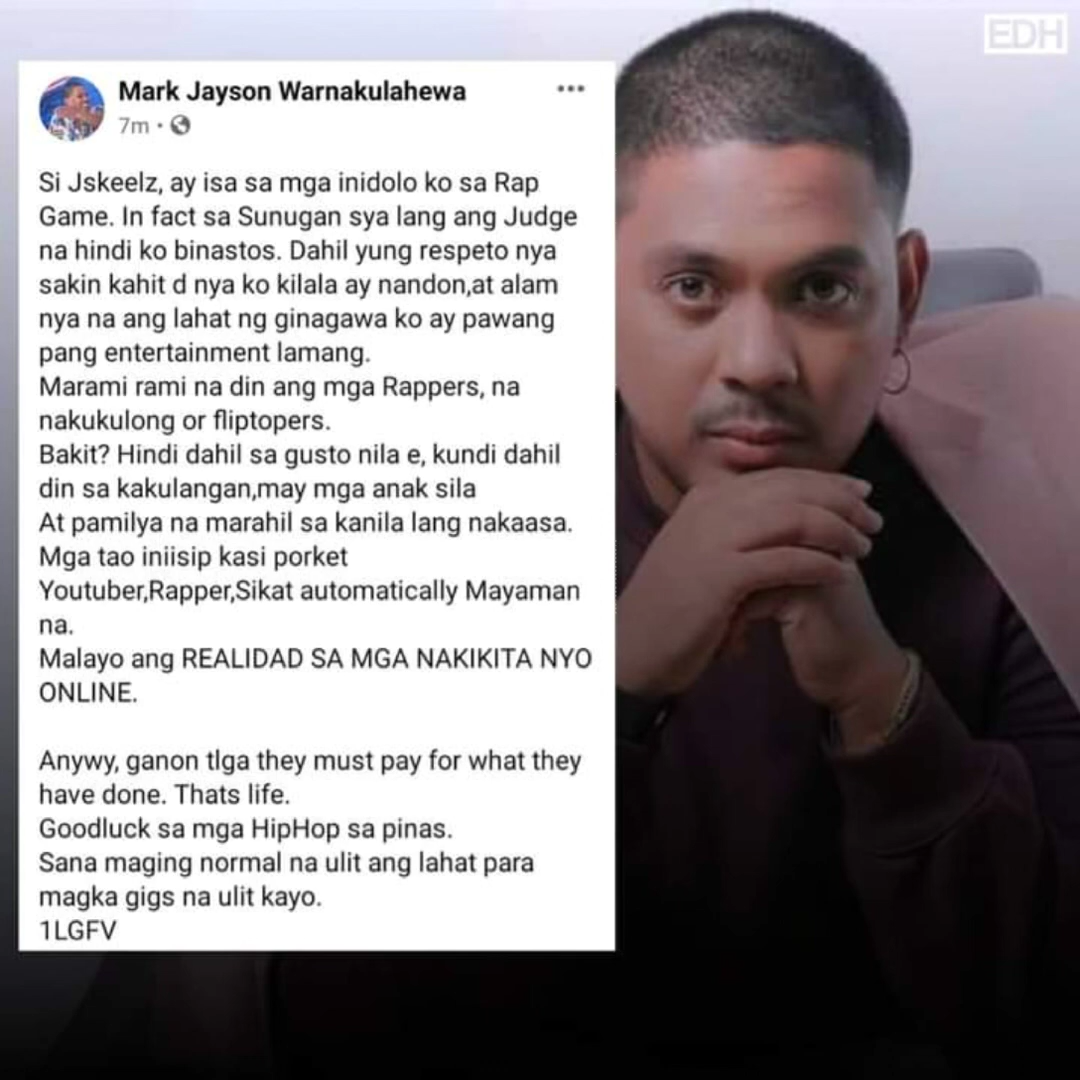 EDH
Mark Jayson Warnakulahewa
7m ·
Si Jskeelz, ay isa sa mga inidolo ko sa Rap
Game. In fact sa Sunugan sya lang ang Judge
na hindi ko binastos. Dahil yung respeto nya
sakin kahit d nya ko kilala ay nandon,at alam
nya na ang lahat ng ginagawa ko ay pawang
pang entertainment lamang.
Marami rami na din ang mga Rappers, na
nakukulong or fliptopers.
Bakit? Hindi dahil sa gusto nila e, kundi dahil
din sa kakulangan,may mga anak sila
At pamilya na marahil sa kanila lang nakaasa.
Mga tao iniisip kasi porket
Youtuber,Rapper,Sikat automatically Mayaman
na.
Malayo ang REALIDAD SA MGA NAKIKITA NYO
ONLINE.
Anywy, ganon tlga they must pay for what they
have done. Thats life.
Goodluck sa mga HipHop sa pinas.
Sana maging normal na ulit ang lahat para
magka gigs na ulit kayo.
1LGFV